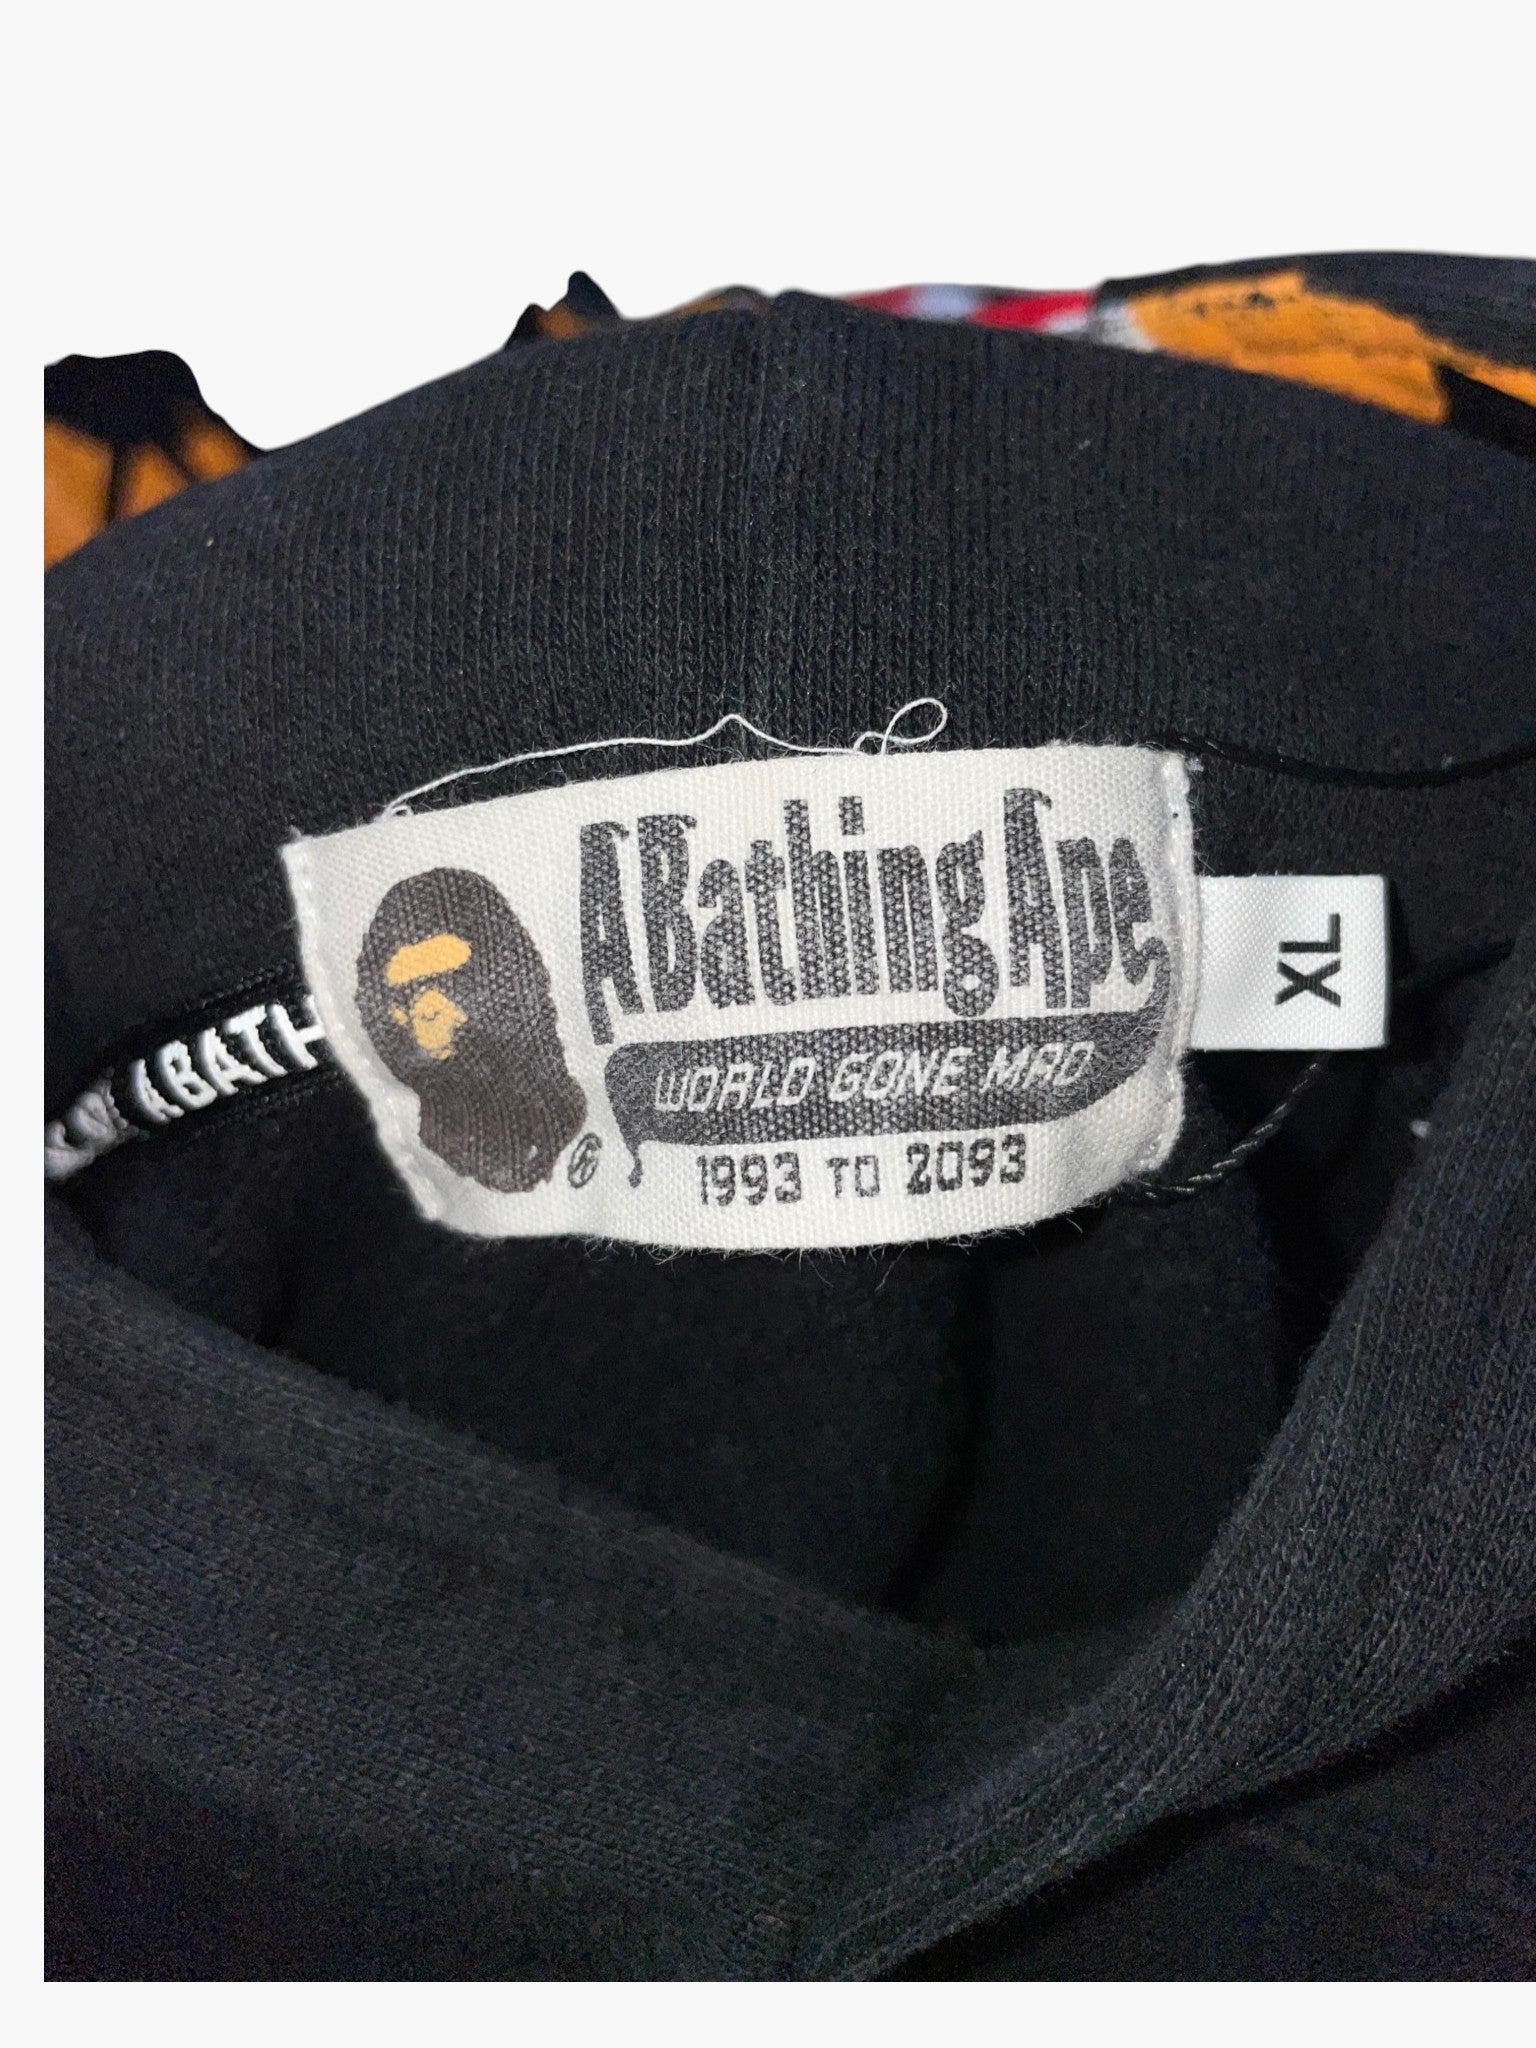 A Bathing Ape
WORLD GONE MAD
1993 TO 2093
XL
ABATH